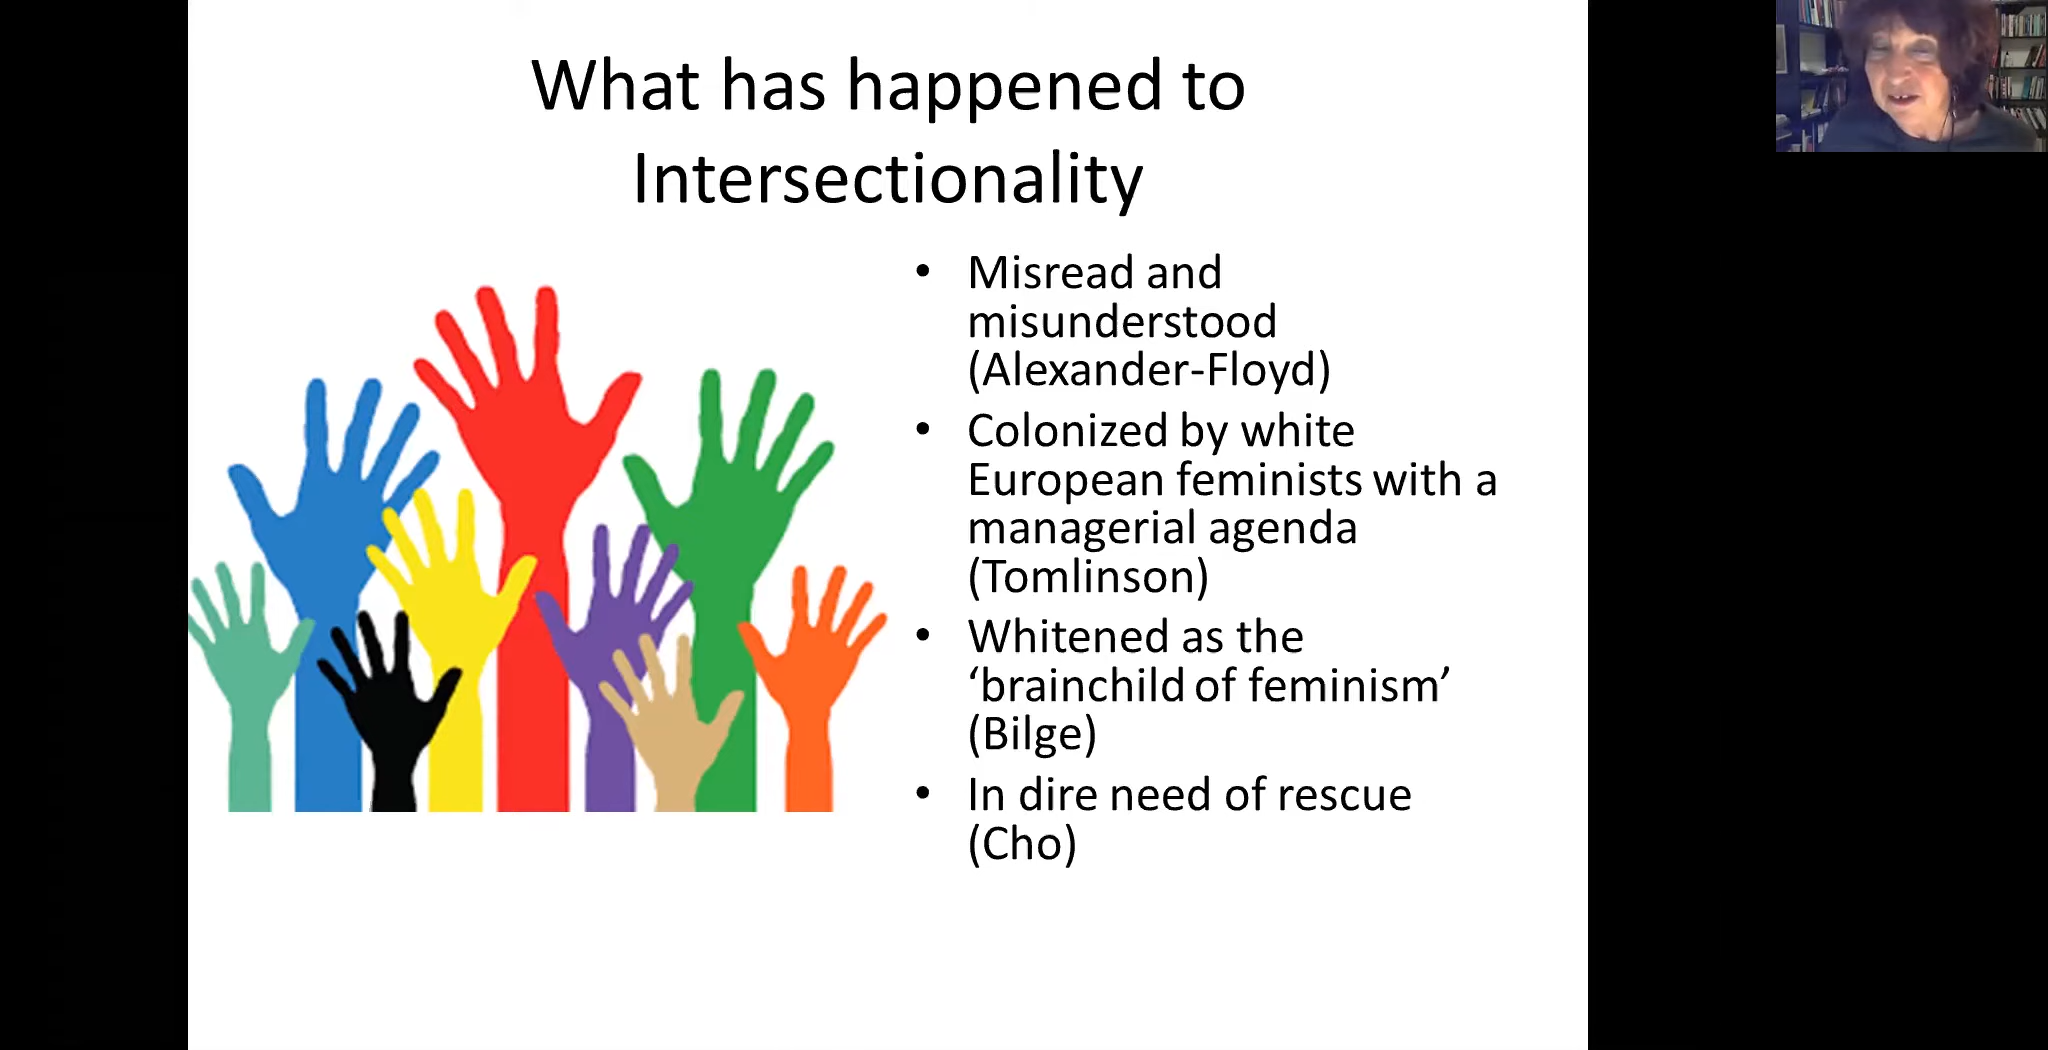 What has happened to
Intersectionality
• Misread and
misunderstood
(Alexander-Floyd)
• Colonized by white
European feminists with a
managerial agenda
(Tomlinson)
• Whitened as the
‘brainchild of feminism’
(Bilge)
• In dire need of rescue
(Cho)